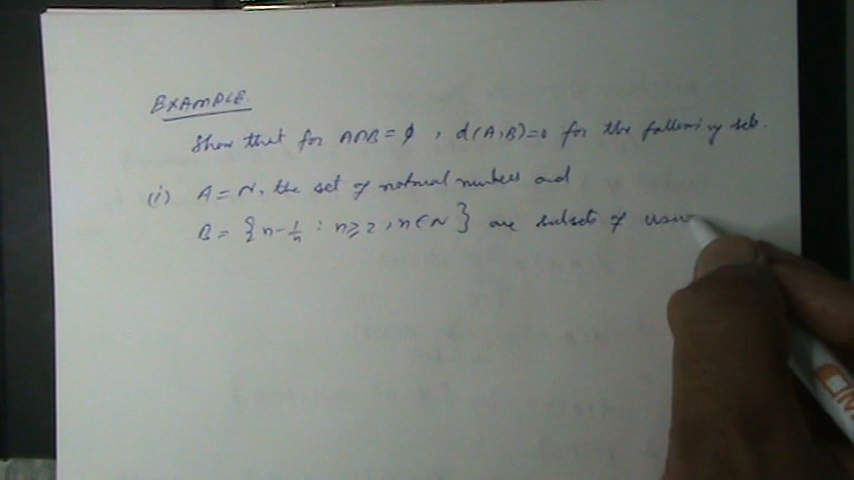 EXAMPLE
Show that for A∩B = ϕ, d(A,B)=0 for the following sets.
(i) A = N, the set of natural numbers and
B = {n - 1/n : n ≥ 2, n ∈ N} are subsets of usu